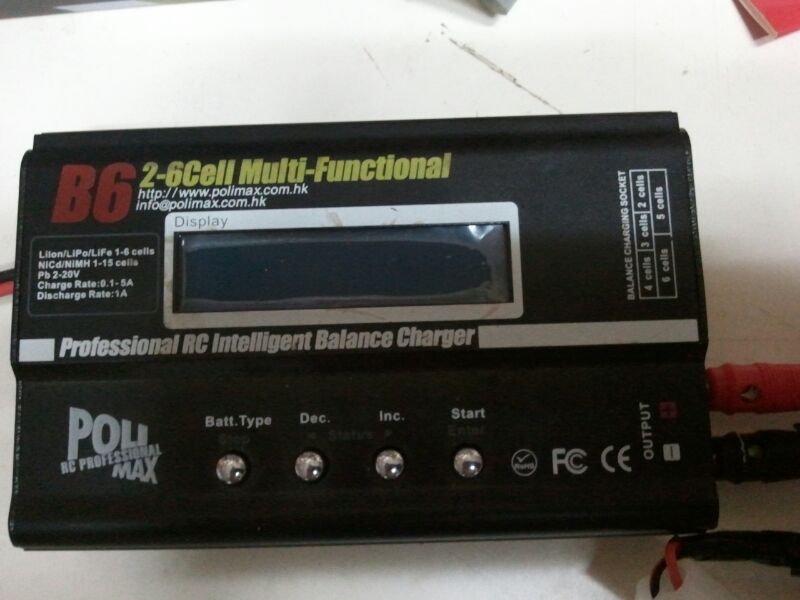 B6
2-6Cell Multi-Functional
http://www.polimax.com.hk
info@polimax.com.hk
Display
LiIon/LiPo/LiFe 1-6 cells
NiCd/NiMH 1-15 cells
Pb 2-20V
Charge Rate:0.1-5A
Discharge Rate:1A
BALANCE CHARGING SOCKET
2 cells
3 cells
4 cells
5 cells
6 cells
Professional RC Intelligent Balance Charger
POLI
RC PROFESSIONAL
MAX
Batt.Type
Stop
Dec.
Status
Inc.
Start
Enter
RoHS
FC
CE
OUTPUT
+
-